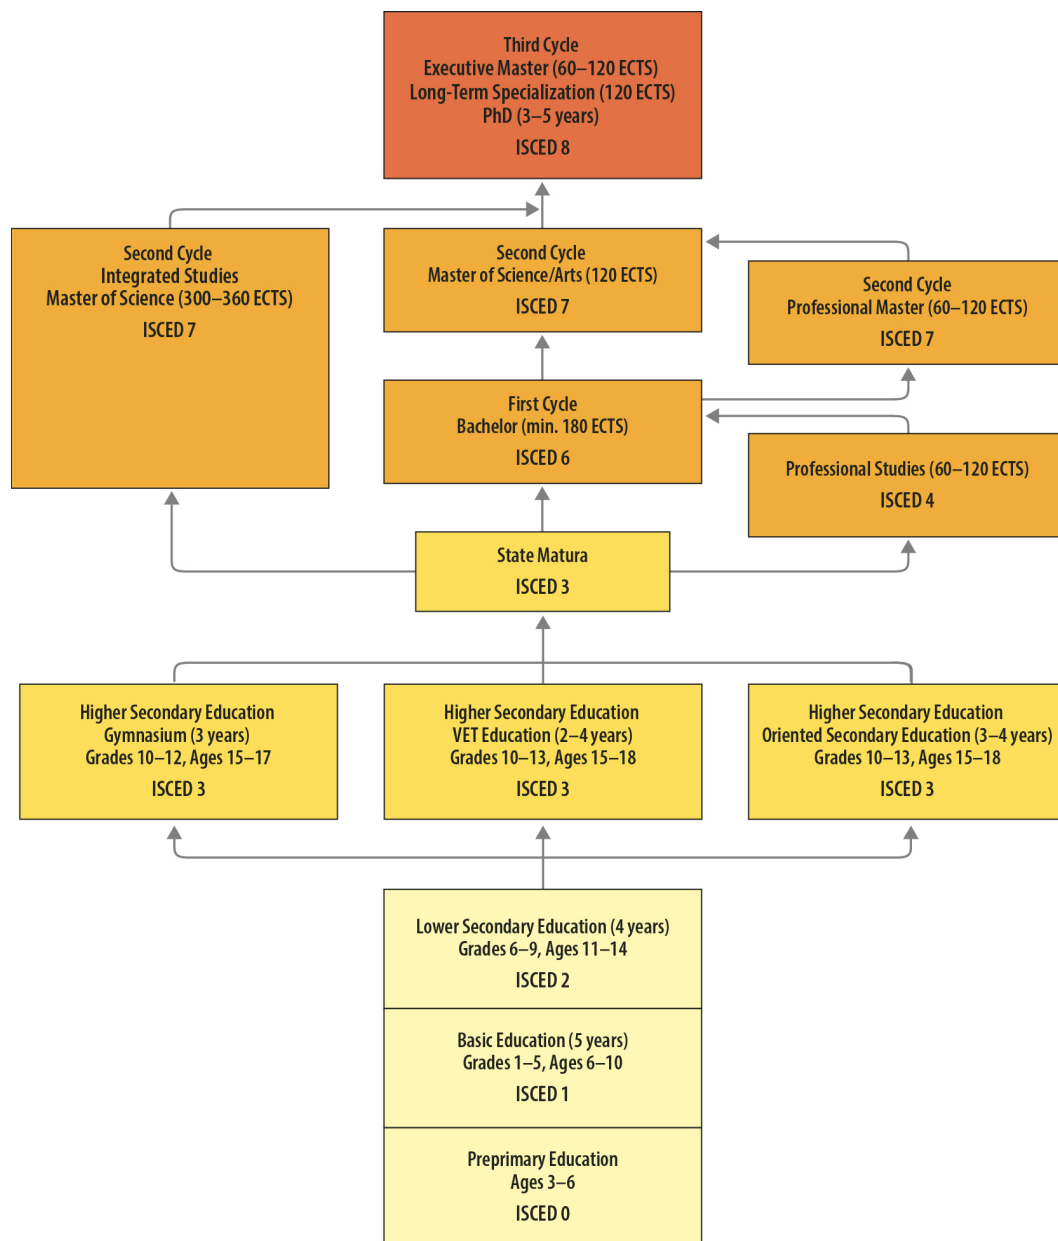 Third Cycle
Executive Master (60–120 ECTS)
Long-Term Specialization (120 ECTS)
PhD (3–5 years)
ISCED 8
Second Cycle
Integrated Studies
Master of Science (300–360 ECTS)
ISCED 7
Second Cycle
Master of Science/Arts (120 ECTS)
ISCED 7
Second Cycle
Professional Master (60–120 ECTS)
ISCED 7
First Cycle
Bachelor (min. 180 ECTS)
ISCED 6
Professional Studies (60–120 ECTS)
ISCED 4
State Matura
ISCED 3
Higher Secondary Education
Gymnasium (3 years)
Grades 10–12, Ages 15–17
ISCED 3
Higher Secondary Education
VET Education (2–4 years)
Grades 10–13, Ages 15–18
ISCED 3
Higher Secondary Education
Oriented Secondary Education (3–4 years)
Grades 10–13, Ages 15–18
ISCED 3
Lower Secondary Education (4 years)
Grades 6–9, Ages 11–14
ISCED 2
Basic Education (5 years)
Grades 1–5, Ages 6–10
ISCED 1
Preprimary Education
Ages 3–6
ISCED 0